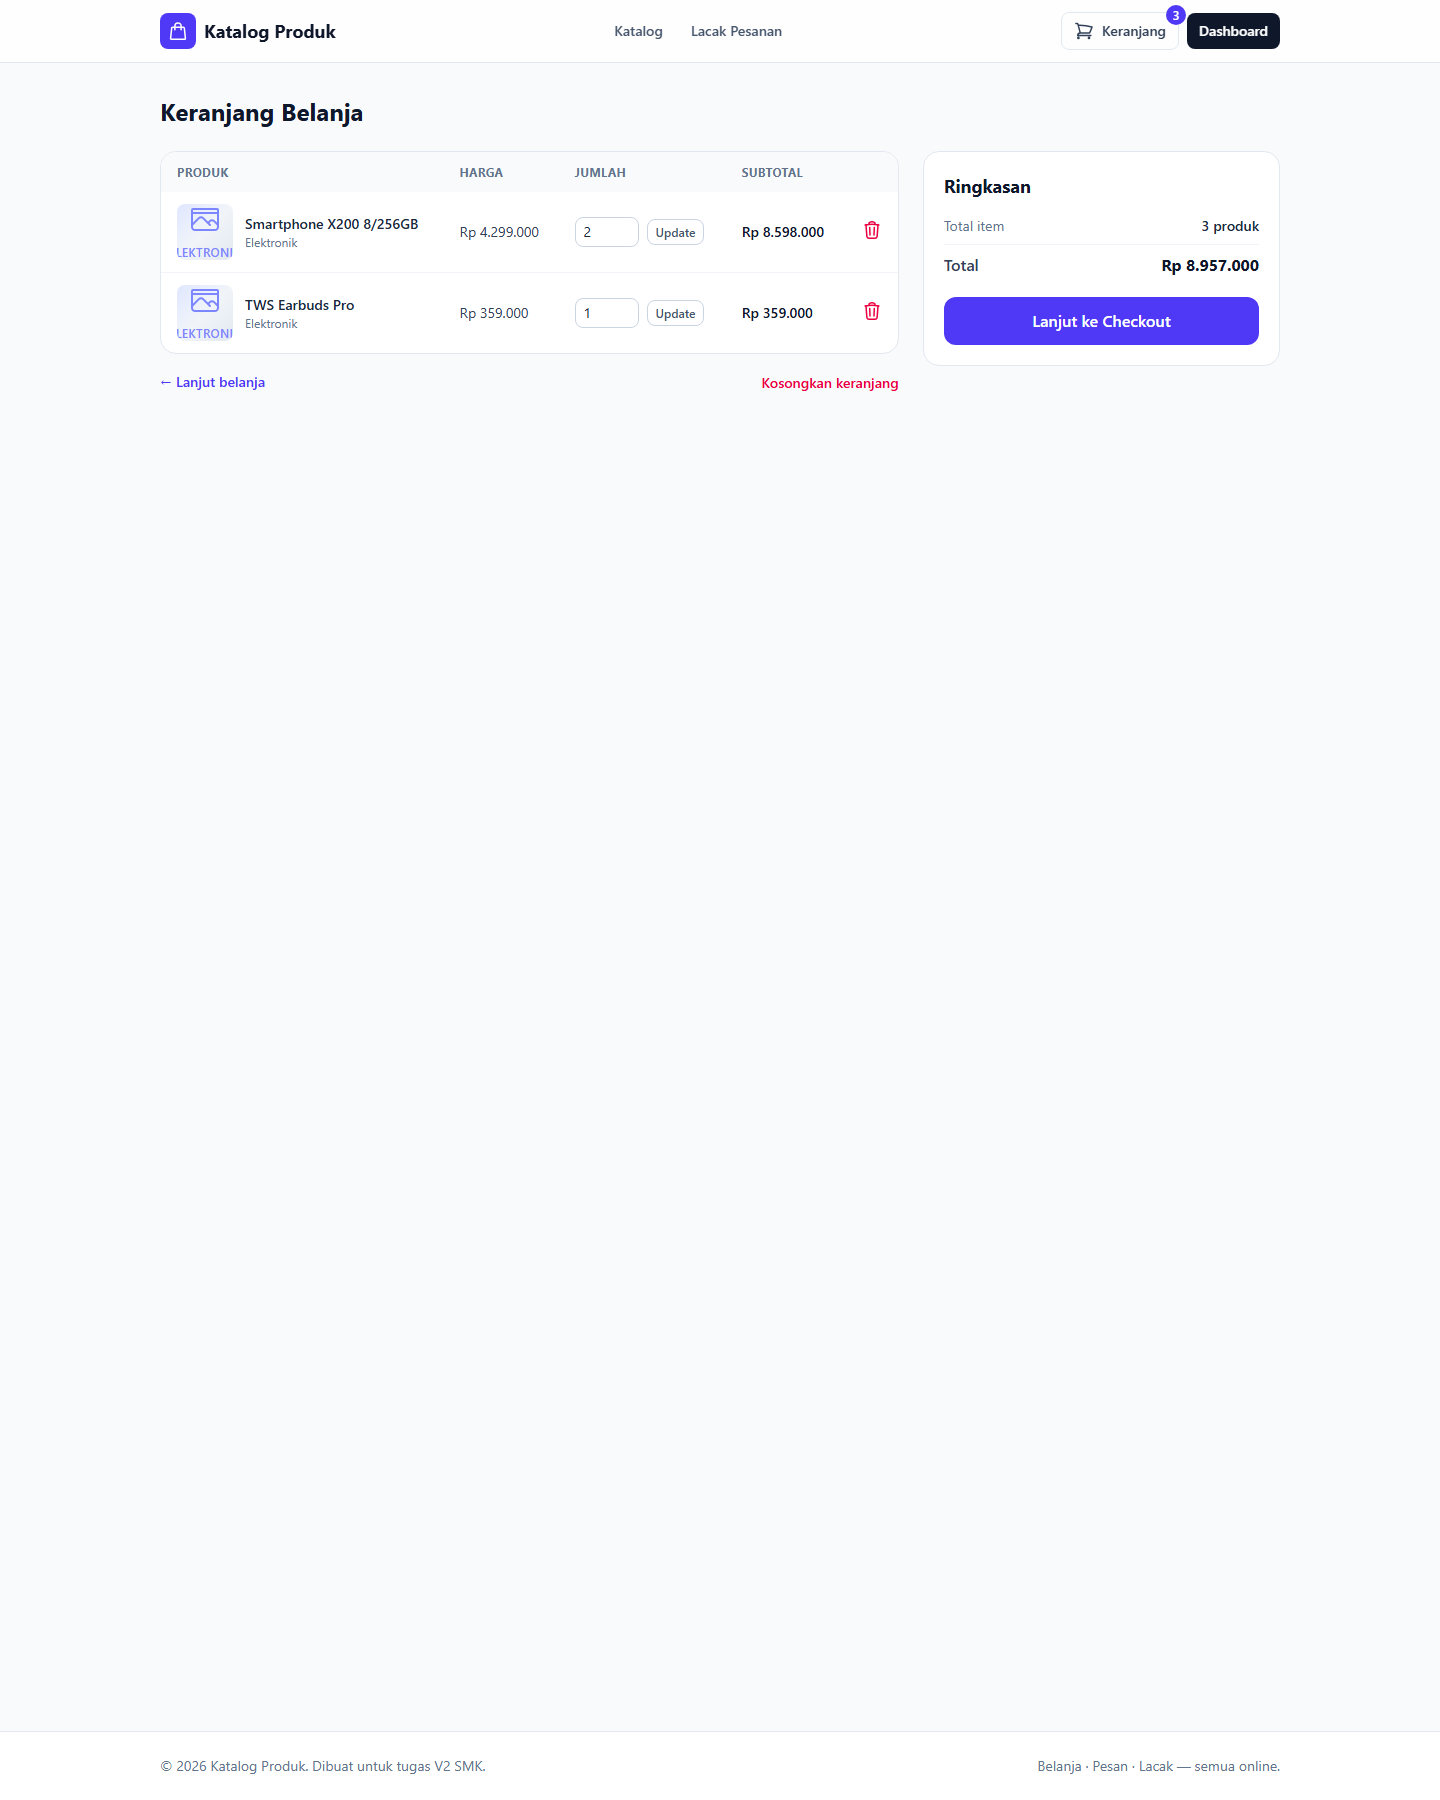 Katalog Produk
Katalog
Lacak Pesanan
Keranjang
3
Dashboard
Keranjang Belanja
PRODUK
HARGA
JUMLAH
SUBTOTAL
LEKTRONI
Smartphone X200 8/256GB
Elektronik
Rp 4.299.000
2
Update
Rp 8.598.000
LEKTRONI
TWS Earbuds Pro
Elektronik
Rp 359.000
1
Update
Rp 359.000
← Lanjut belanja
Kosongkan keranjang
Ringkasan
Total item
3 produk
Total
Rp 8.957.000
Lanjut ke Checkout
© 2026 Katalog Produk. Dibuat untuk tugas V2 SMK.
Belanja · Pesan · Lacak — semua online.